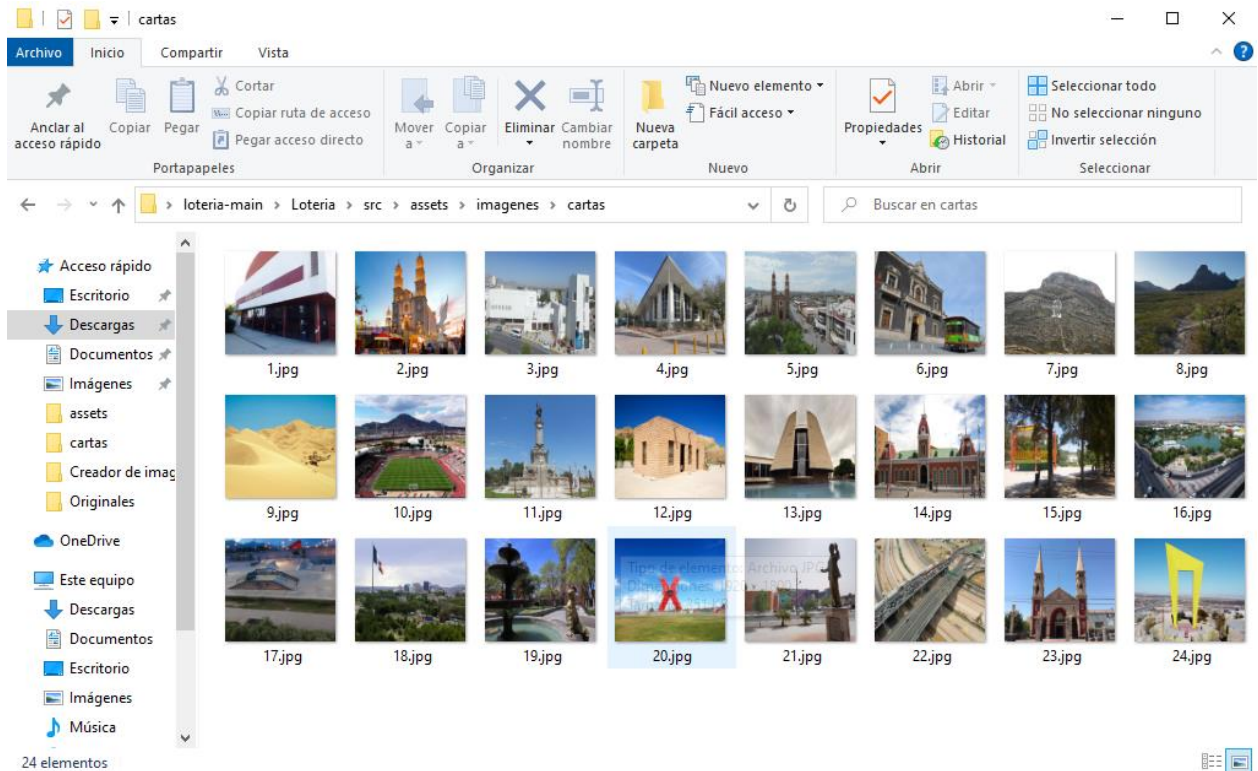 cartas
Archivo Inicio Compartir Vista
Anclar al acceso rápido
Copiar
Pegar
Cortar
Copiar ruta de acceso
Pegar acceso directo
Portapapeles
Mover a
Copiar a
Eliminar
Cambiar nombre
Organizar
Nueva carpeta
Nuevo elemento
Fácil acceso
Nuevo
Propiedades
Abrir
Editar
Historial
Abrir
Seleccionar todo
No seleccionar ninguno
Invertir selección
Seleccionar
loteria-main > Loteria > src > assets > imagenes > cartas
Buscar en cartas
Acceso rápido
Escritorio
Descargas
Documentos
Imágenes
assets
cartas
Creador de imag
Originales
OneDrive
Este equipo
Descargas
Documentos
Escritorio
Imágenes
Música
1.jpg 2.jpg 3.jpg 4.jpg 5.jpg 6.jpg 7.jpg 8.jpg
9.jpg 10.jpg 11.jpg 12.jpg 13.jpg 14.jpg 15.jpg 16.jpg
Tipo de elemento: Archivo JPG
17.jpg 18.jpg 19.jpg 20.jpg 21.jpg 22.jpg 23.jpg 24.jpg
24 elementos